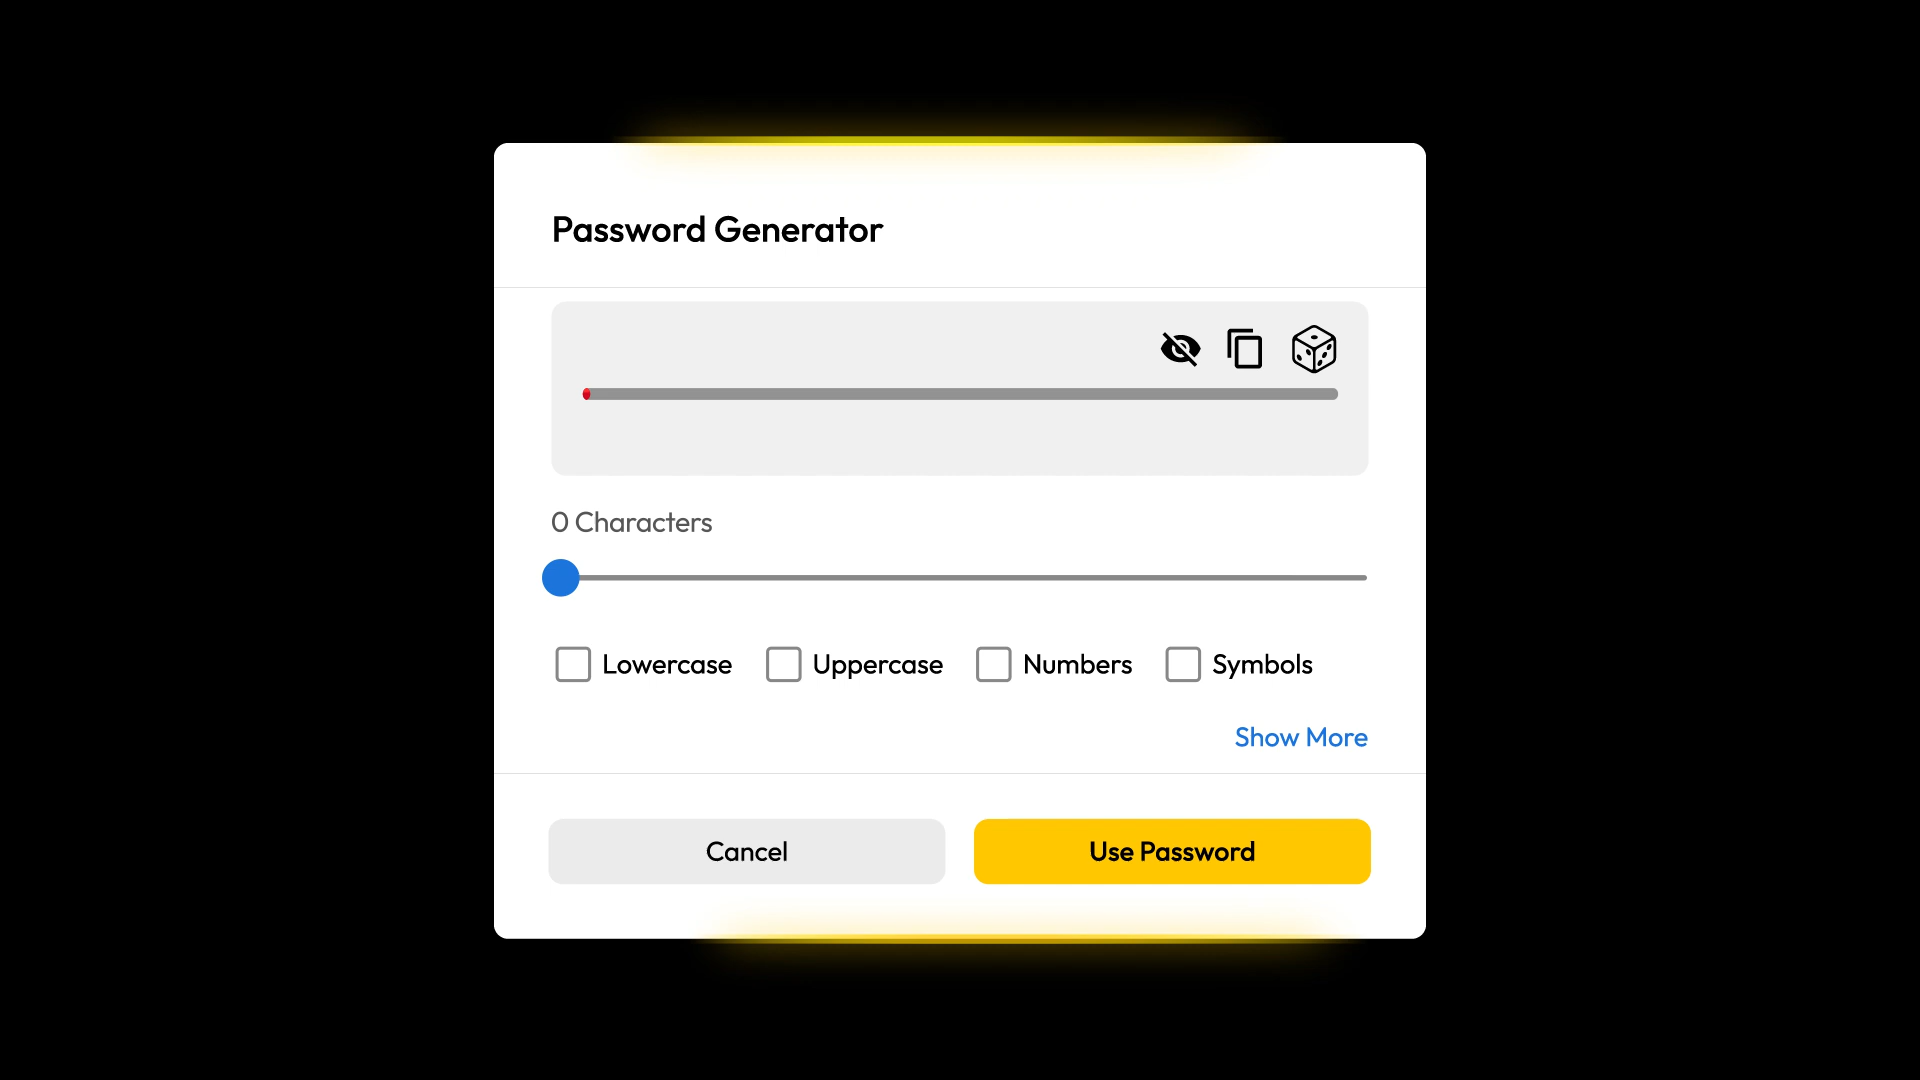 Password Generator
0 Characters
Lowercase Uppercase Numbers Symbols
Show More
Cancel Use Password